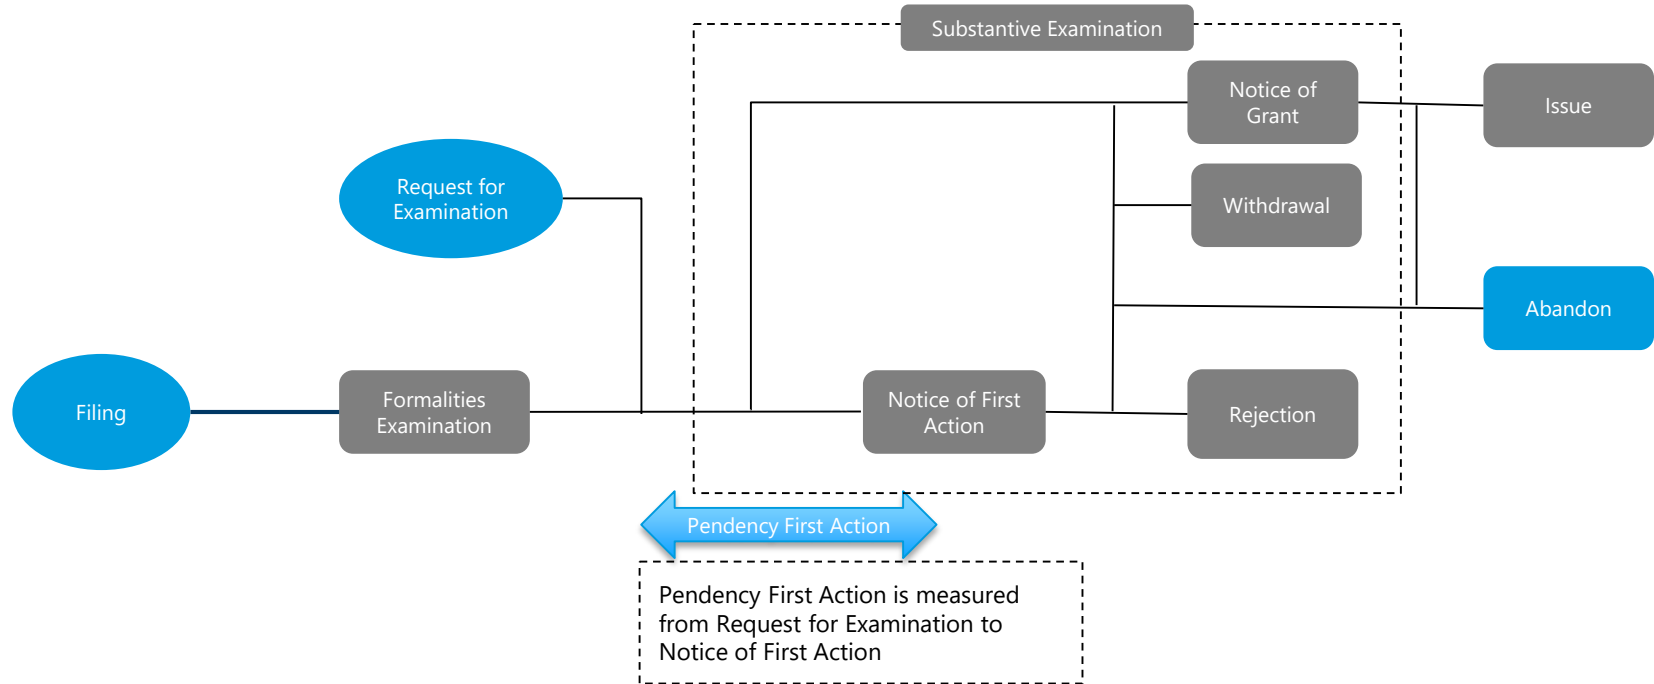 Substantive Examination
Notice of
Grant
Issue
Request for
Examination
Withdrawal
Abandon
Filing
Formalities
Examination
Notice of First
Action
Rejection
Pendency First Action
Pendency First Action is measured
from Request for Examination to
Notice of First Action